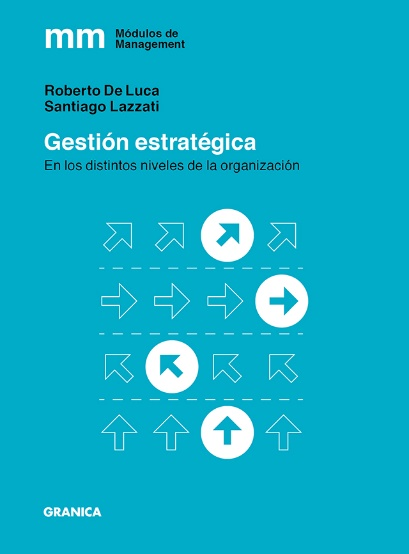 mm
Módulos de
Management
Roberto De Luca
Santiago Lazzati
Gestión estratégica
En los distintos niveles de la organización
GRANICA